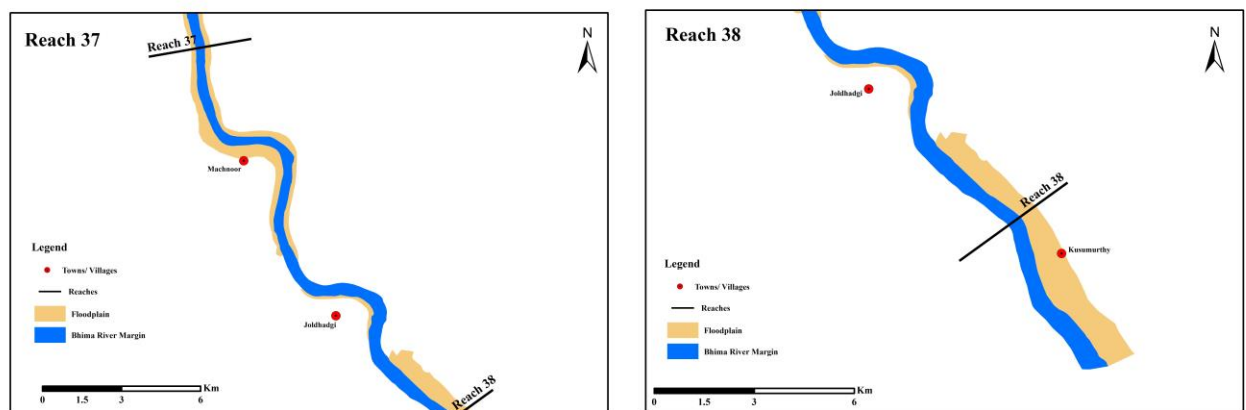 Reach 37
Reach 37
N
Machnoor
Legend
Towns/ Villages
Reaches
Joldhadgi
Floodplain
Bhima River Margin
Reach 38
Km
0 1.5 3 6
Reach 38
N
Joldhadgi
Reach 38
Kusumurthy
Legend
Towns/ Villages
Reaches
Floodplain
Bhima River Margin
Km
0 1.5 3 6